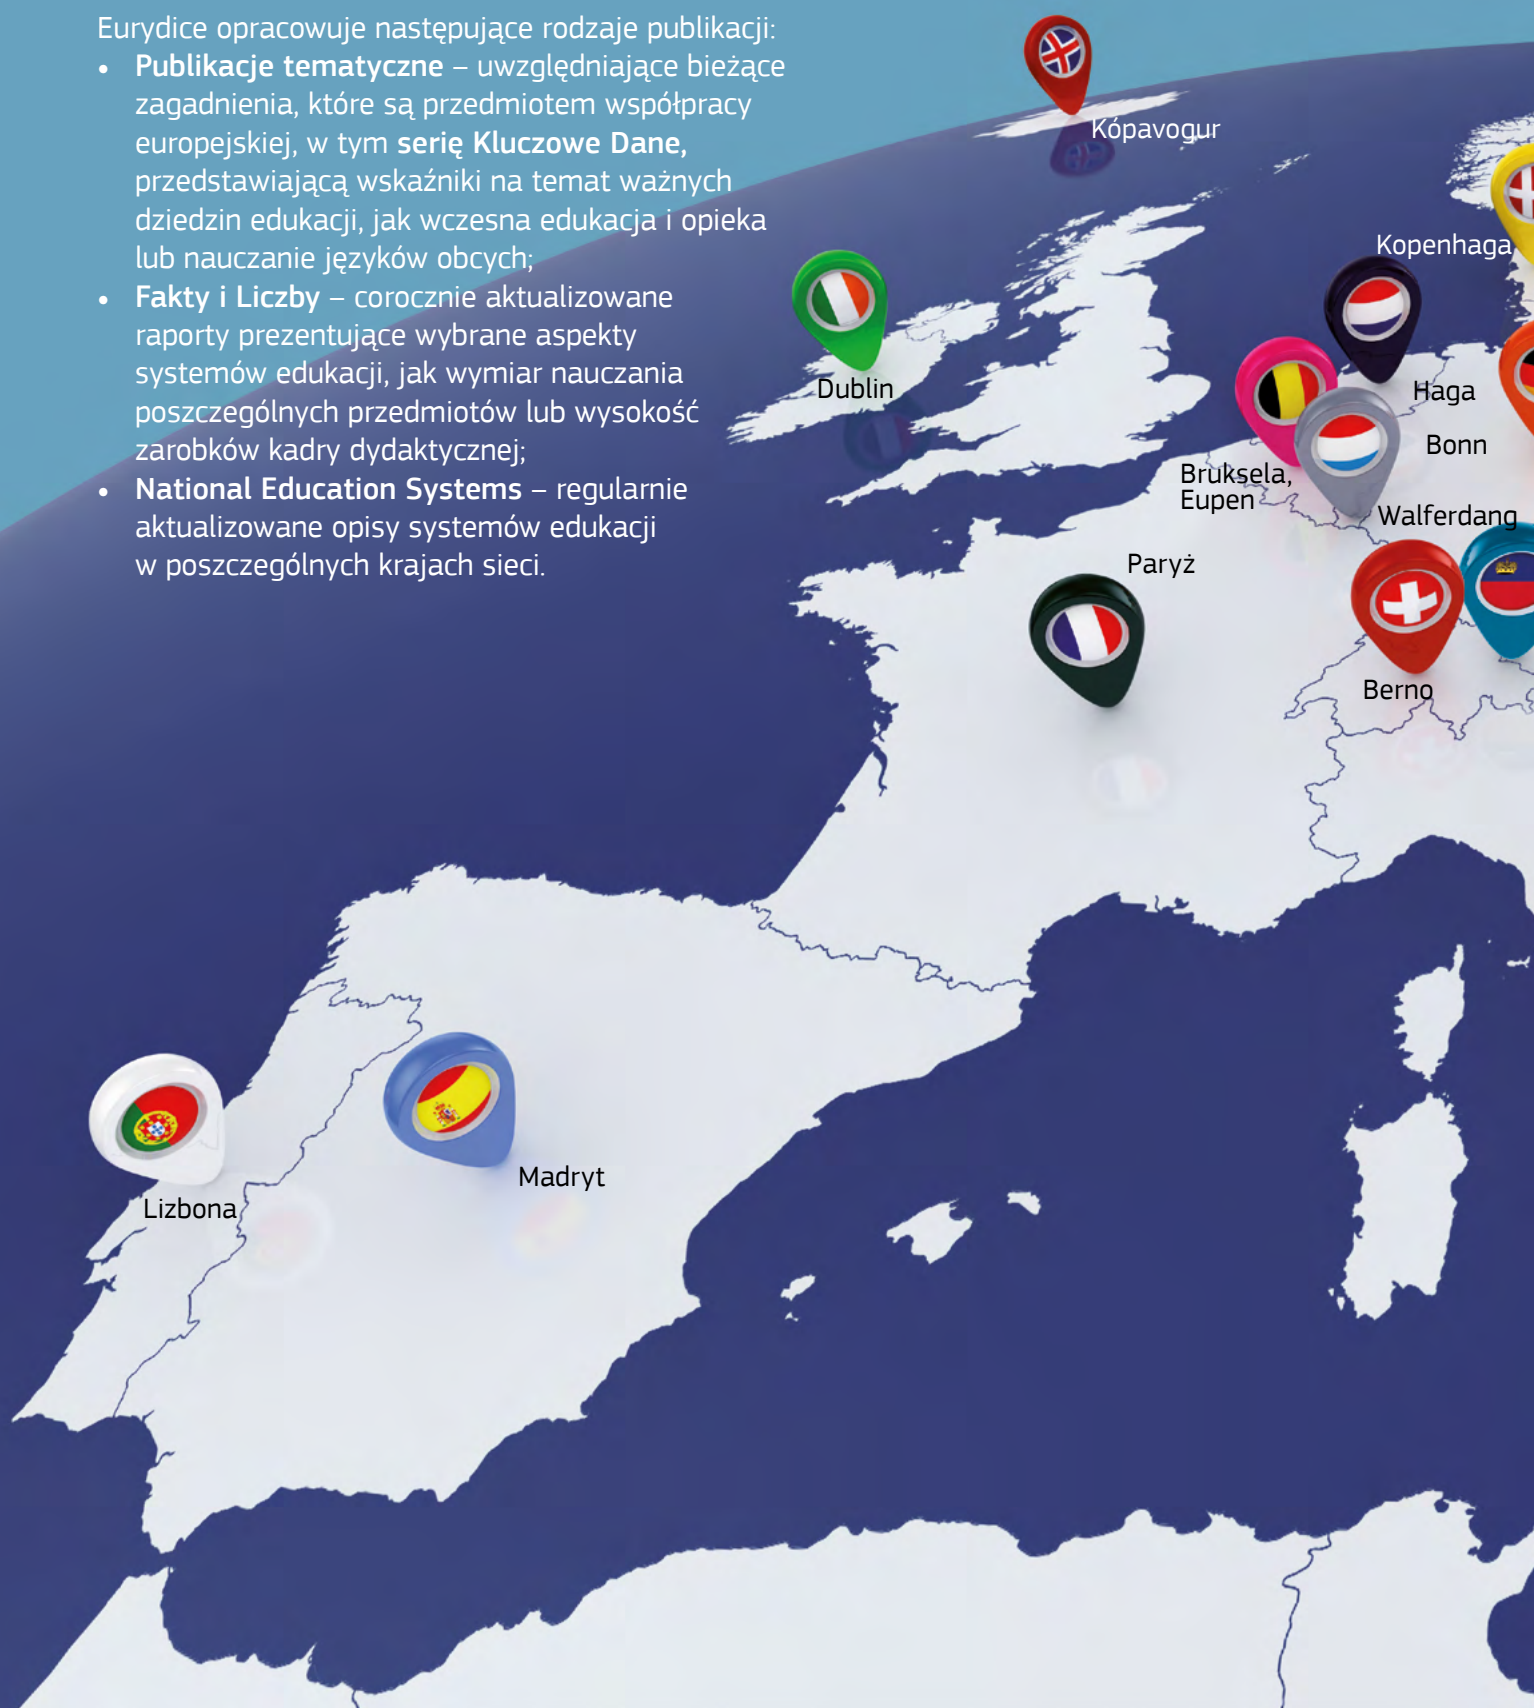 Eurydice opracowuje następujące rodzaje publikacji:
• Publikacje tematyczne – uwzględniające bieżące
zagadnienia, które są przedmiotem współpracy
europejskiej, w tym serię Kluczowe Dane,
przedstawiającą wskaźniki na temat ważnych
dziedzin edukacji, jak wczesna edukacja i opieka
lub nauczanie języków obcych;
• Fakty i Liczby – corocznie aktualizowane
raporty prezentujące wybrane aspekty
systemów edukacji, jak wymiar nauczania
poszczególnych przedmiotów lub wysokość
zarobków kadry dydaktycznej;
• National Education Systems – regularnie
aktualizowane opisy systemów edukacji
w poszczególnych krajach sieci.
Kópavogur
Kopenhaga
Dublin
Haga
Bonn
Bruksela,
Eupen
Walferdang
Paryż
Berno
Madryt
Lizbona